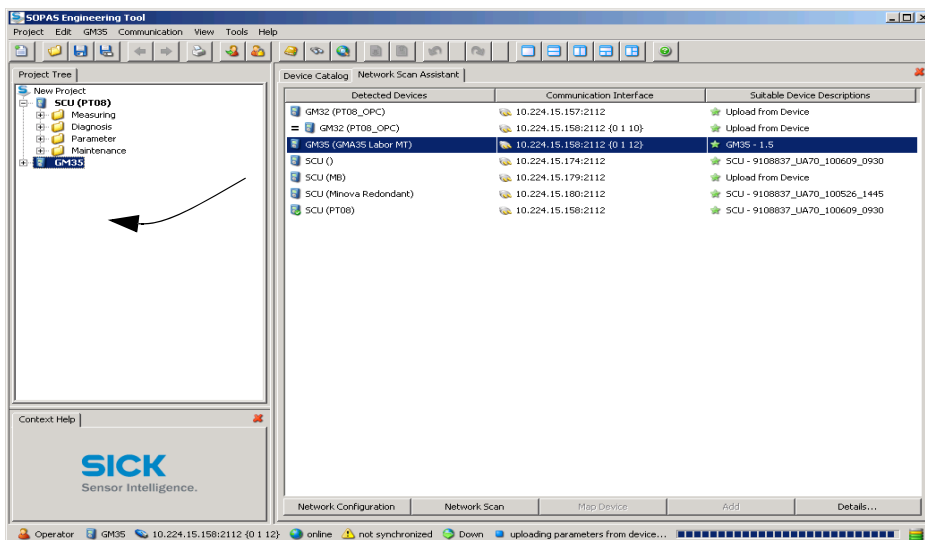 SOPAS Engineering Tool
Project Edit GM35 Communication View Tools Help
Project Tree
New Project
SCU (PT08)
Measuring
Diagnosis
Parameter
Maintenance
GM35
Context Help
SICK
Sensor Intelligence.
Device Catalog Network Scan Assistant
Detected Devices Communication Interface Suitable Device Descriptions
GM32 (PT08_OPC) 10.224.15.157:2112 Upload from Device
= GM32 (PT08_OPC) 10.224.15.158:2112 {0 1 10} Upload from Device
GM35 (GMA35 Labor MT) 10.224.15.158:2112 {0 1 12} GM35 - 1.5
SCU () 10.224.15.174:2112 SCU - 9108837_UA70_100609_0930
SCU (MB) 10.224.15.179:2112 Upload from Device
SCU (Minova Redondant) 10.224.15.180:2112 SCU - 9108837_UA70_100526_1445
SCU (PT08) 10.224.15.158:2112 SCU - 9108837_UA70_100609_0930
Network Configuration Network Scan Map Device Add Details...
Operator GM35 10.224.15.158:2112 {0 1 12} online not synchronized Down uploading parameters from device...